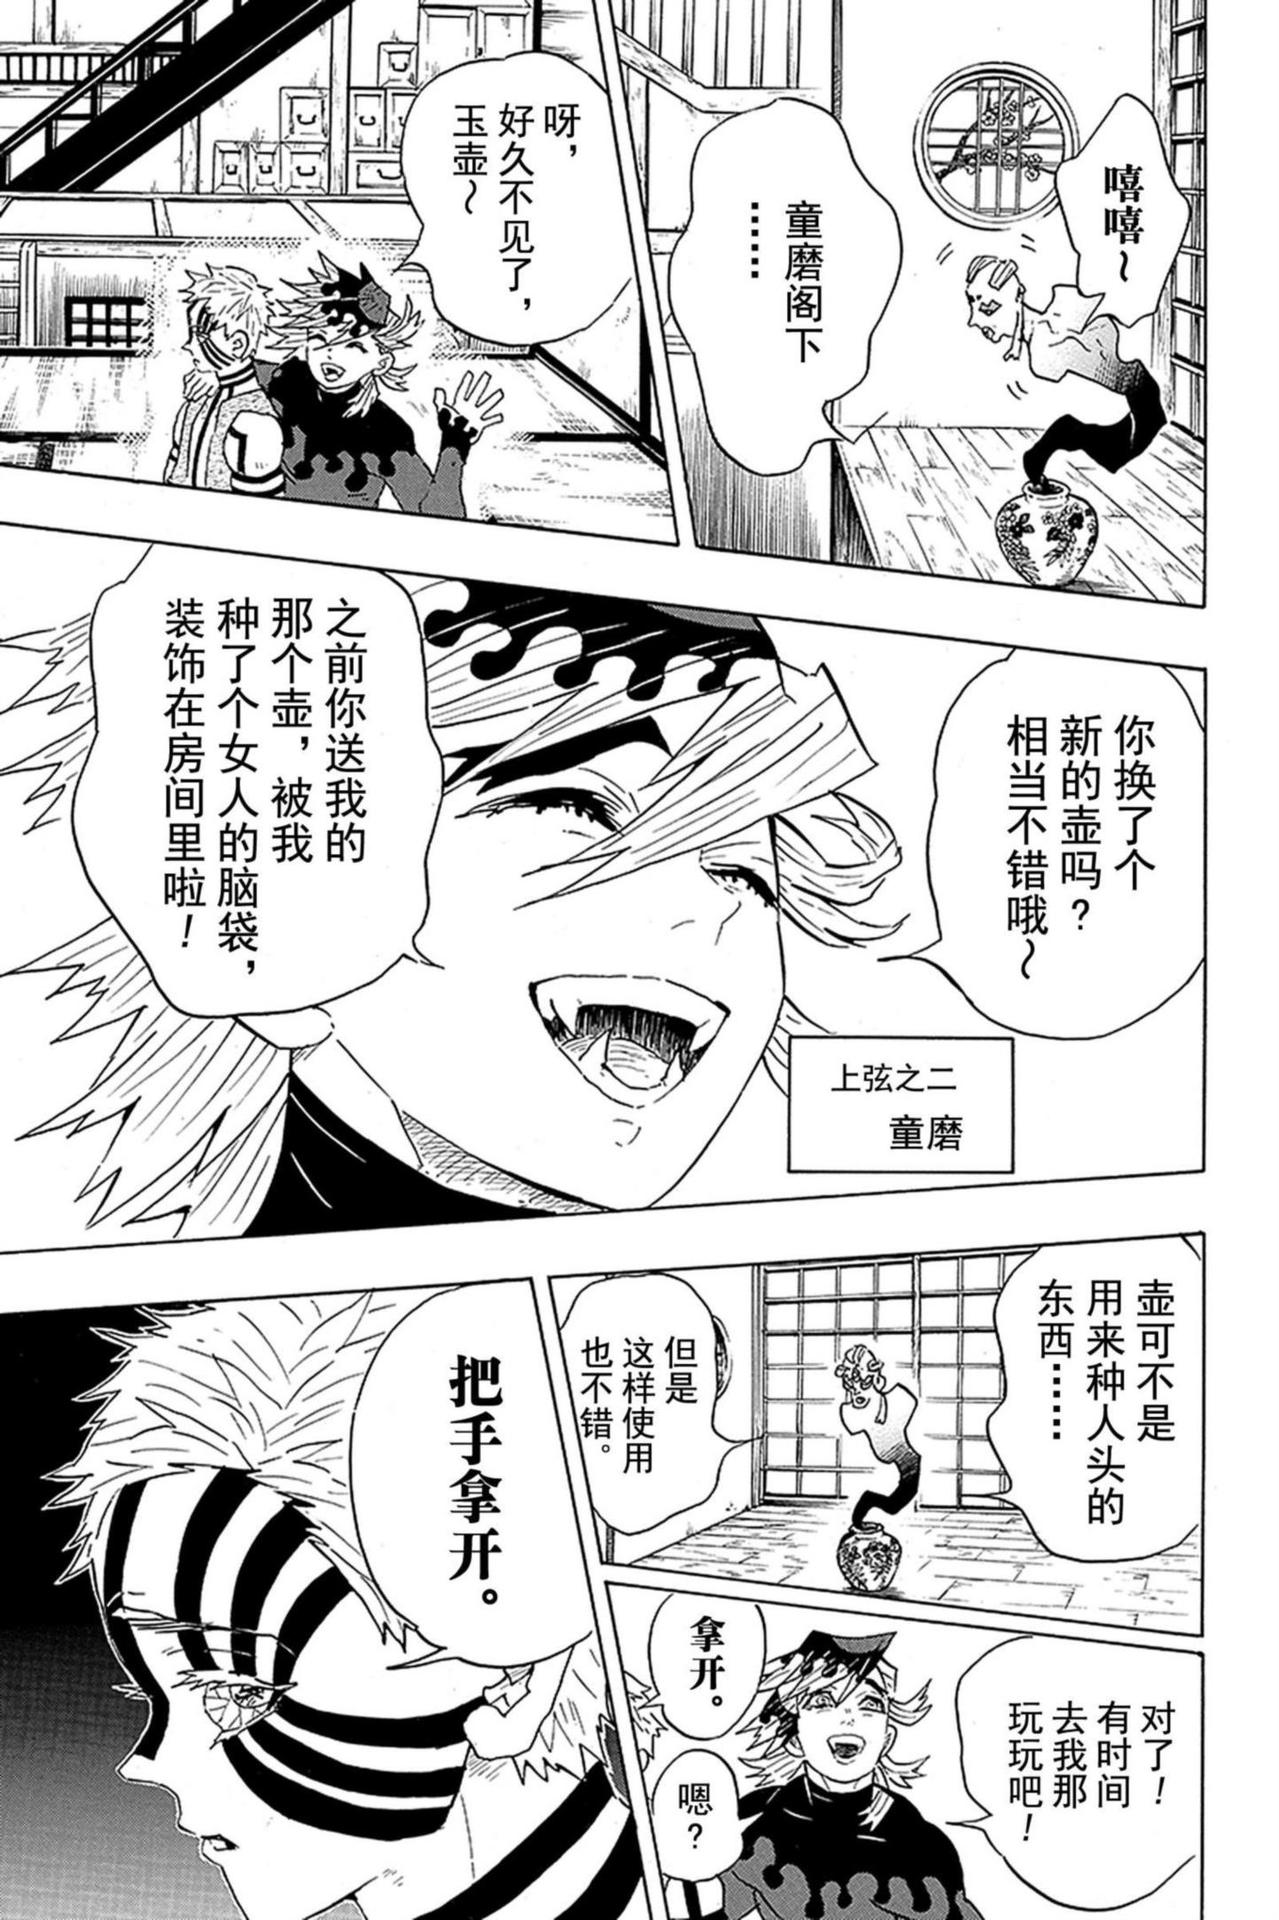 嘻嘻~
童磨阁下
……
呀，
好久不见了，
玉壶~
你换了个
新的壶吗？
相当不错哦~
之前你送我的
那个壶，被我
种了个女人的脑袋，
装饰在房间里啦！
上弦之二
童磨
壶可不是
用来种人头的
东西……
但是
这样使用
也不错。
对了！
有时间
去我那
玩玩吧！
拿开。
嗯？
把手拿开。